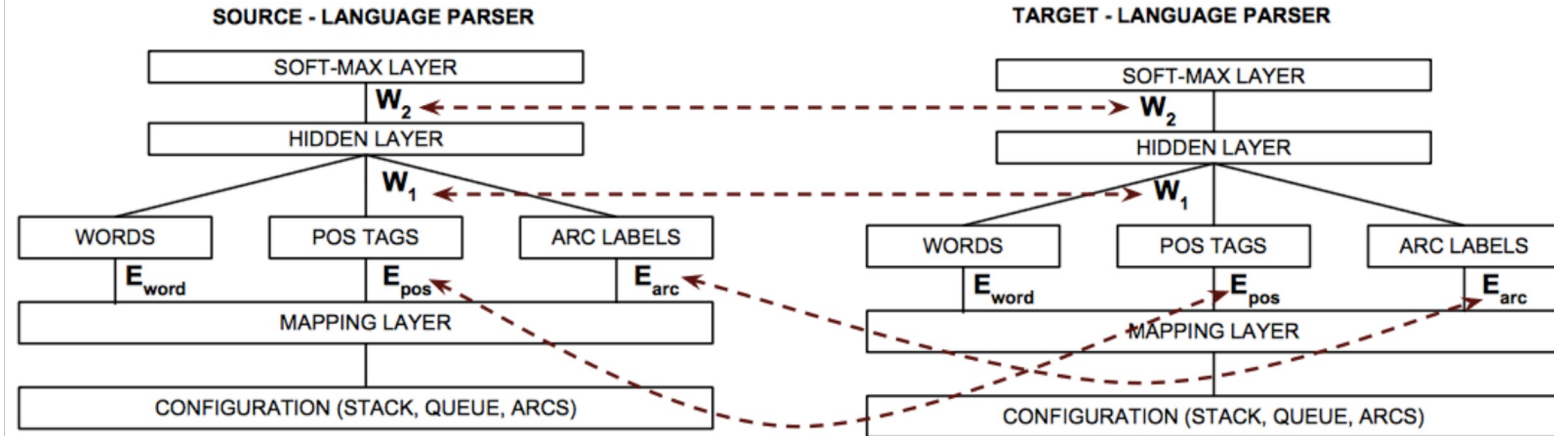 SOURCE - LANGUAGE PARSER
SOFT-MAX LAYER
W2
HIDDEN LAYER
W1
WORDS
POS TAGS
ARC LABELS
Eword
Epos
Earc
MAPPING LAYER
CONFIGURATION (STACK, QUEUE, ARCS)
TARGET - LANGUAGE PARSER
SOFT-MAX LAYER
W2
HIDDEN LAYER
W1
WORDS
POS TAGS
ARC LABELS
Eword
Epos
Earc
MAPPING LAYER
CONFIGURATION (STACK, QUEUE, ARCS)